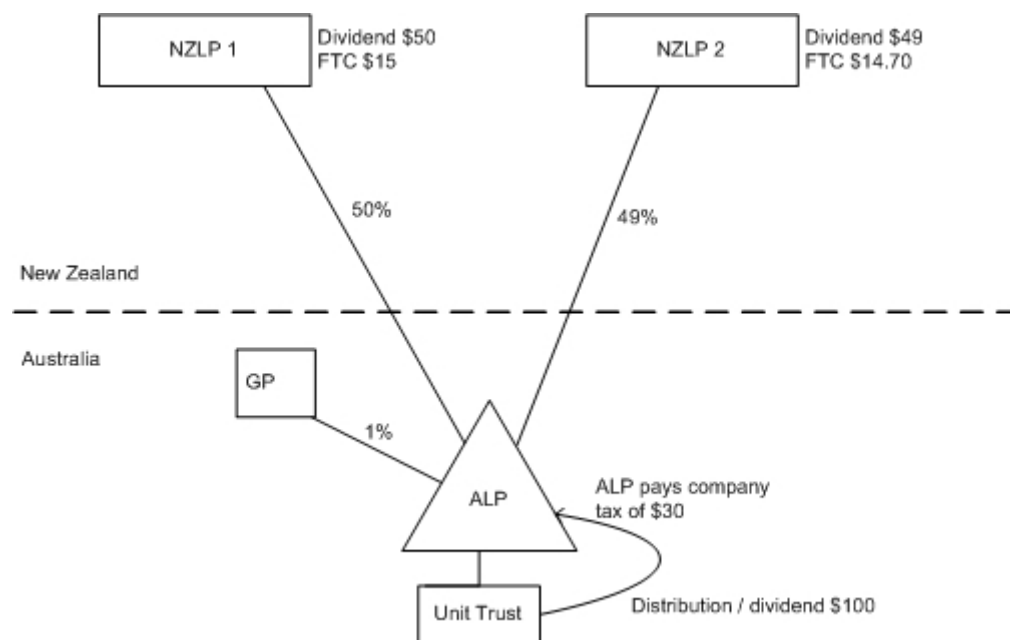 NZLP 1
Dividend $50
FTC $15
NZLP 2
Dividend $49
FTC $14.70
50%
49%
New Zealand
Australia
GP
1%
ALP
ALP pays company
tax of $30
Unit Trust
Distribution / dividend $100